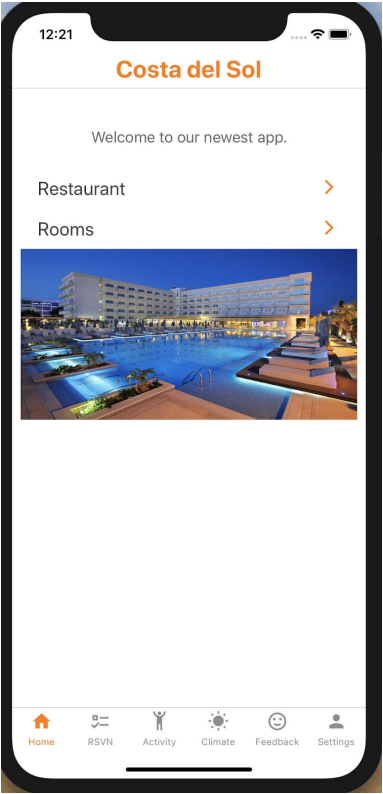 12:21
Costa del Sol
Welcome to our newest app.
Restaurant
Rooms
Home RSVN Activity Climate Feedback Settings